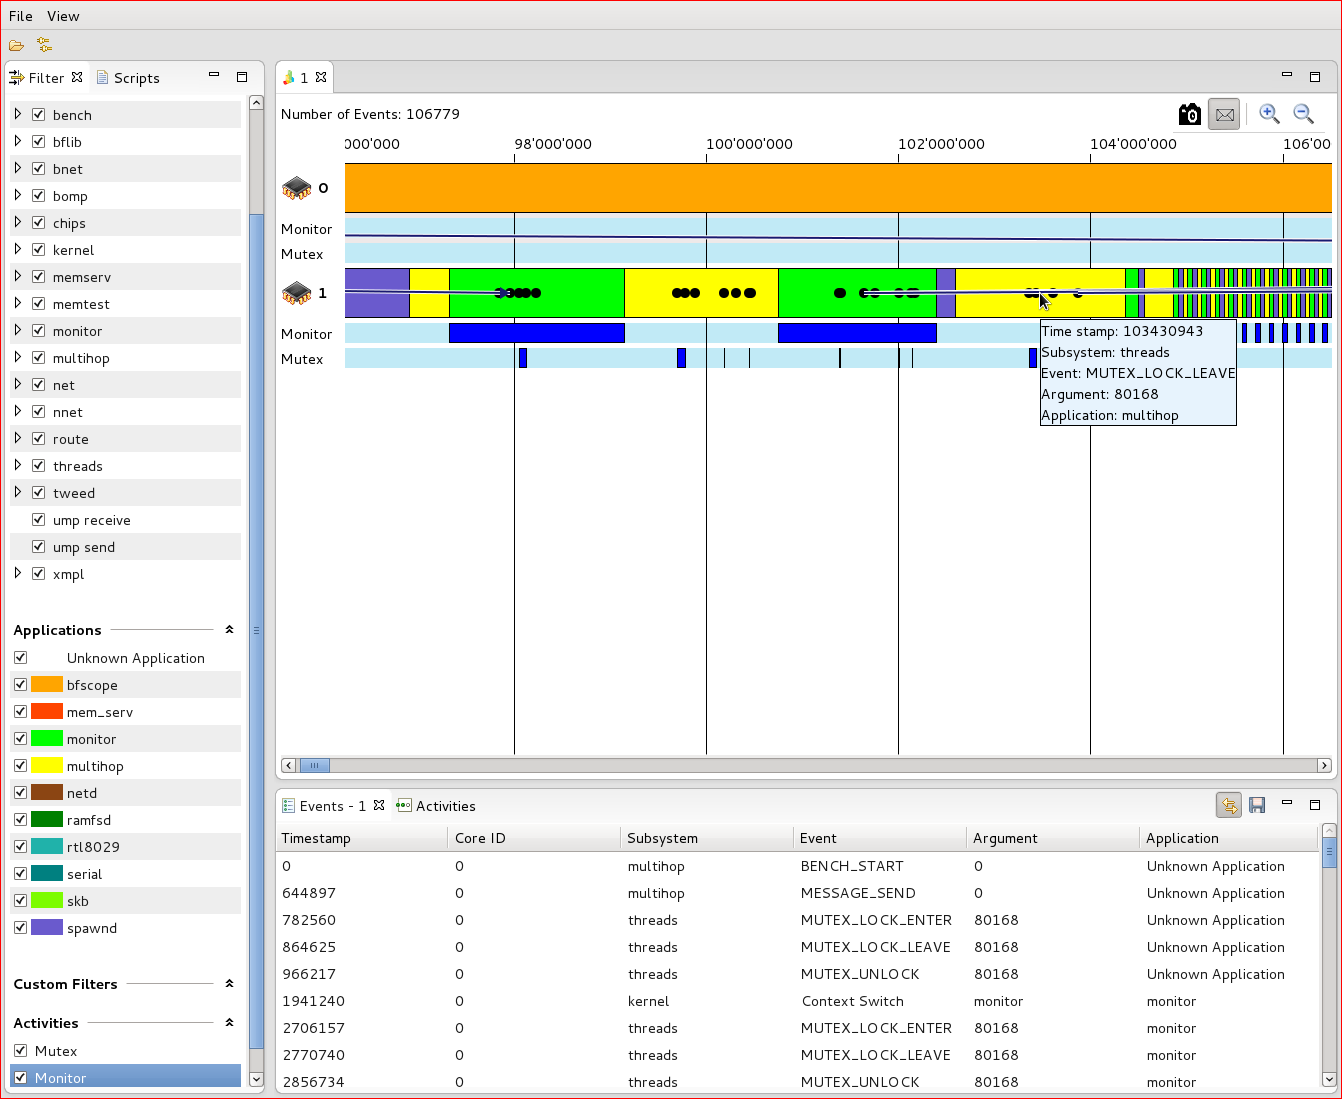 File View
Filter Scripts
bench
bflib
bnet
bomp
chips
kernel
memserv
memtest
monitor
multihop
net
nnet
route
threads
tweed
ump receive
ump send
xmpl
Applications
Unknown Application
bfscope
mem_serv
monitor
multihop
netd
ramfsd
rtl8029
serial
skb
spawnd
Custom Filters
Activities
Mutex
Monitor
1
Number of Events: 106779
000'000 98'000'000 100'000'000 102'000'000 104'000'000 106'00
0
Monitor
Mutex
1
Monitor
Mutex
Time stamp: 103430943
Subsystem: threads
Event: MUTEX_LOCK_LEAVE
Argument: 80168
Application: multihop
Events - 1 Activities
Timestamp Core ID Subsystem Event Argument Application
0 0 multihop BENCH_START 0 Unknown Application
644897 0 multihop MESSAGE_SEND 0 Unknown Application
782560 0 threads MUTEX_LOCK_ENTER 80168 Unknown Application
864625 0 threads MUTEX_LOCK_LEAVE 80168 Unknown Application
966217 0 threads MUTEX_UNLOCK 80168 Unknown Application
1941240 0 kernel Context Switch monitor monitor
2706157 0 threads MUTEX_LOCK_ENTER 80168 monitor
2770740 0 threads MUTEX_LOCK_LEAVE 80168 monitor
2856734 0 threads MUTEX_UNLOCK 80168 monitor